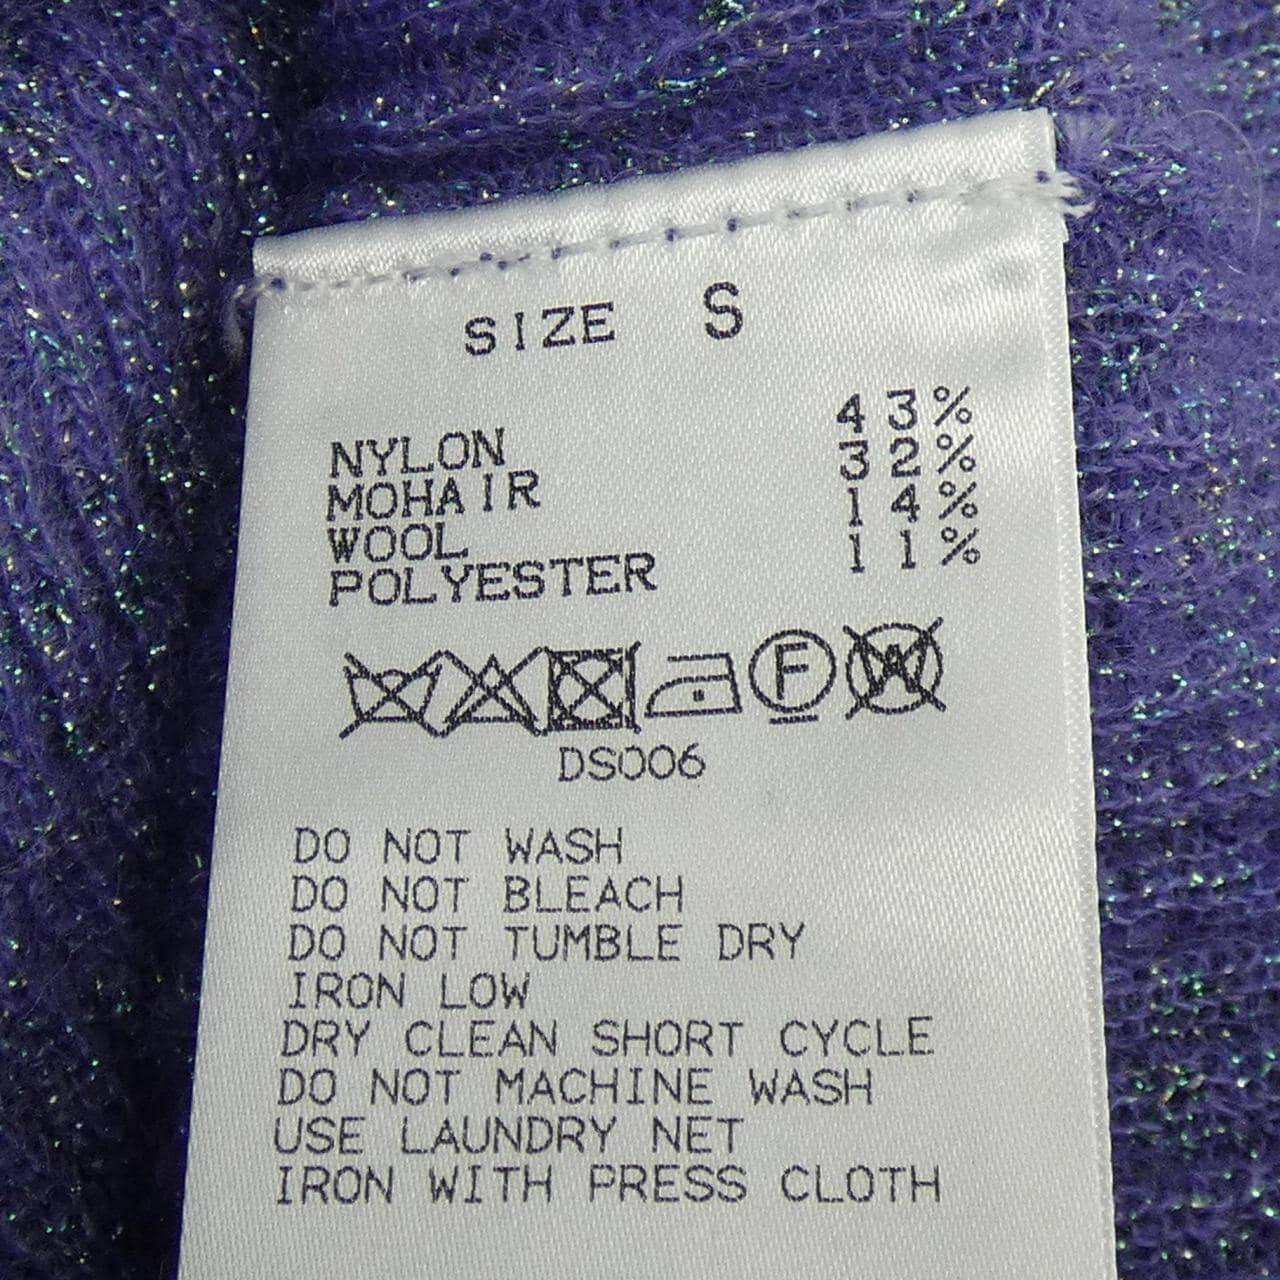 SIZE S
NYLON 43%
MOHAIR 32%
WOOL 14%
POLYESTER 11%
F W
DS006
DO NOT WASH
DO NOT BLEACH
DO NOT TUMBLE DRY
IRON LOW
DRY CLEAN SHORT CYCLE
DO NOT MACHINE WASH
USE LAUNDRY NET
IRON WITH PRESS CLOTH